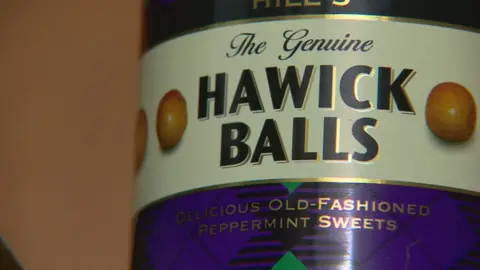 HILL'S
The Genuine
HAWICK
BALLS
DELICIOUS OLD-FASHIONED
PEPPERMINT SWEETS